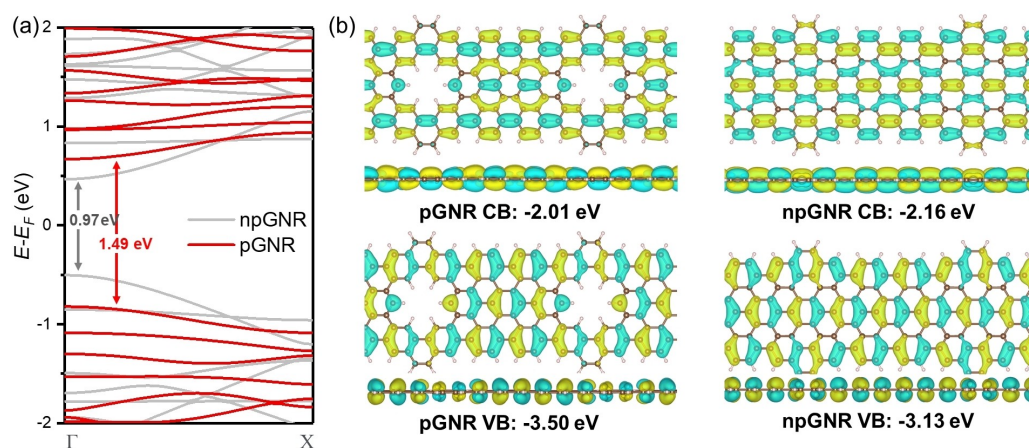 (a)
2
1
0
-1
-2
E-E_F (eV)
0.97eV
1.49 eV
npGNR
pGNR
Γ
X
(b)
pGNR CB: -2.01 eV
npGNR CB: -2.16 eV
pGNR VB: -3.50 eV
npGNR VB: -3.13 eV